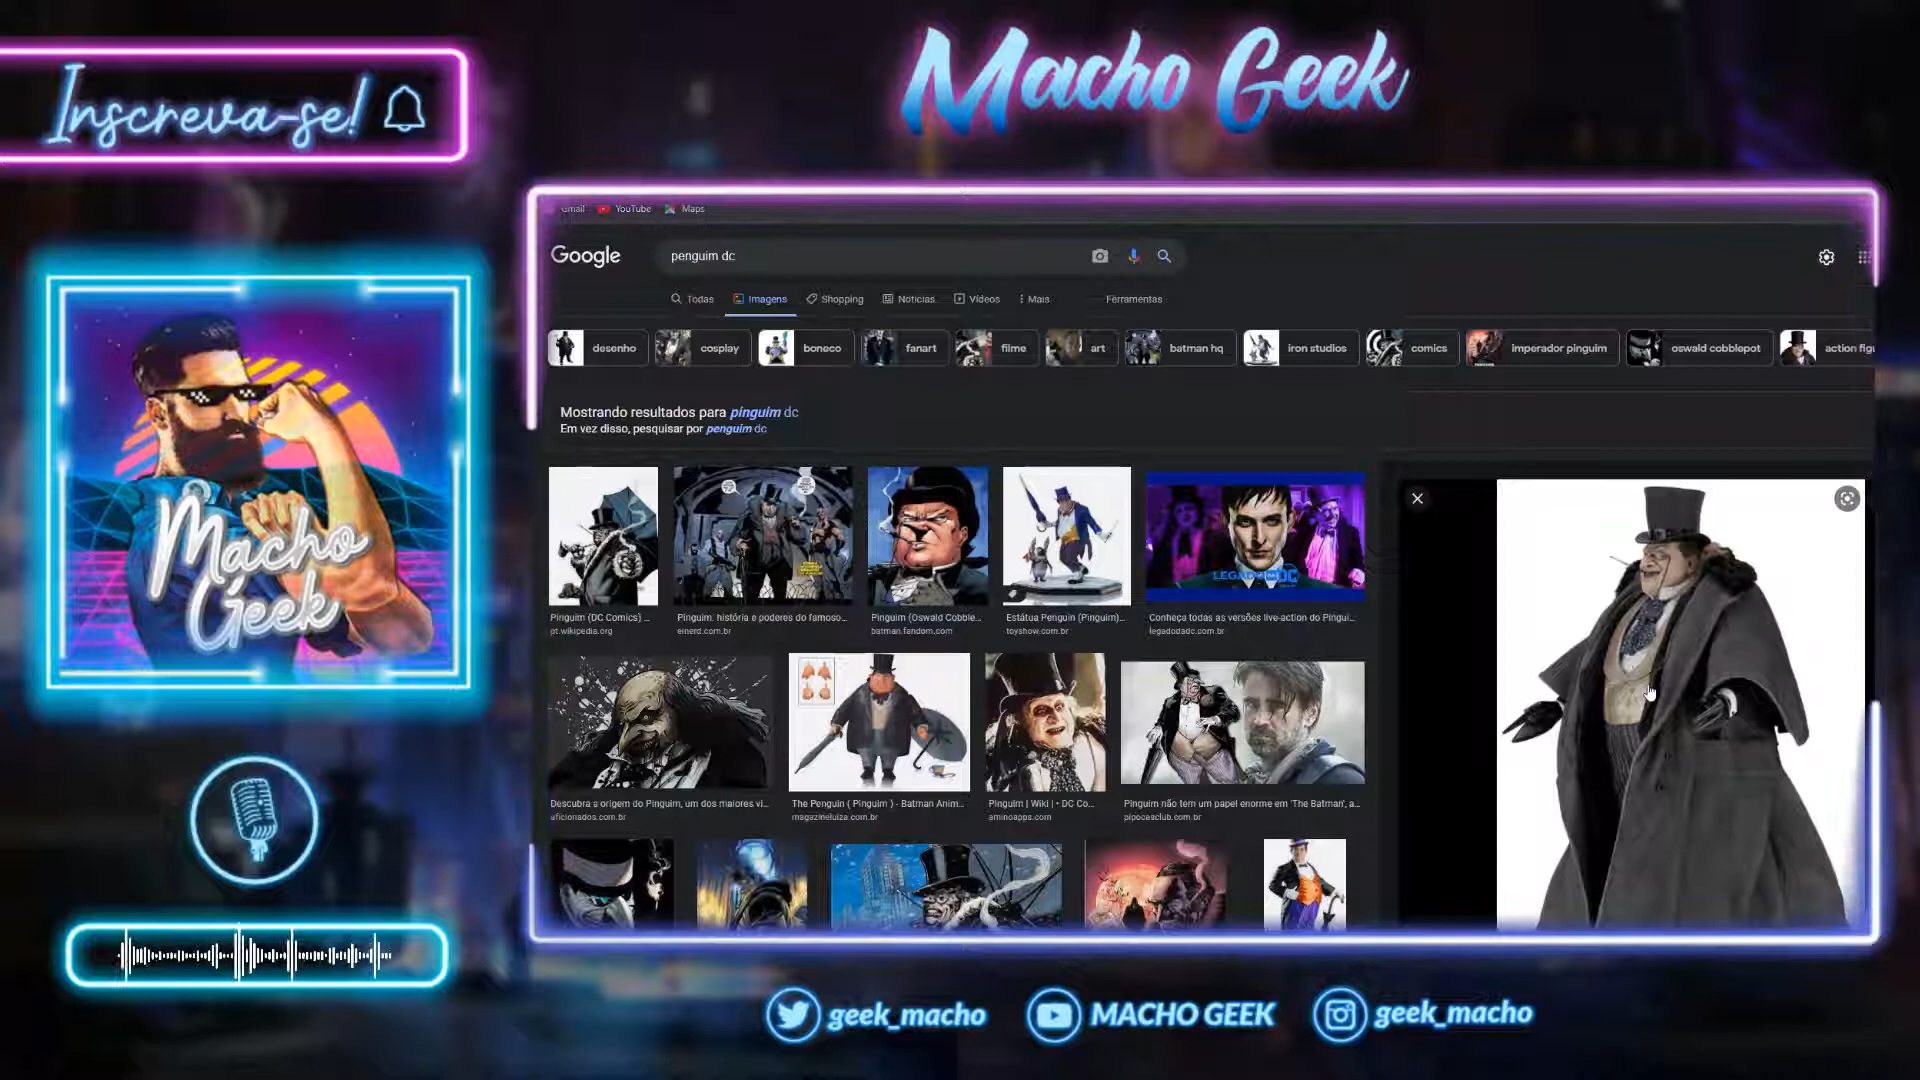 Inscreva-se!
Macho Geek
Macho
Geek
Gmail
YouTube
Maps
Google
penguim dc
Todas
Imagens
Shopping
Notícias
Vídeos
Mais
Ferramentas
desenho
cosplay
boneco
fanart
filme
art
batman hq
iron studios
comics
imperador pinguim
oswald cobblepot
action figu
Mostrando resultados para pinguim dc
Em vez disso, pesquisar por penguim dc
LEGADO DA DC
Pinguim (DC Comics) ...
pt.wikipedia.org
Pinguim: história e poderes do famoso...
einerd.com.br
Pinguim (Oswald Cobble...
batman.fandom.com
Estátua Penguin (Pinguim)...
toyshow.com.br
Conheça todas as versões live-action do Pingui...
legadodadc.com.br
Descubra a origem do Pinguim, um dos maiores vi...
aficionados.com.br
The Penguin ( Pinguim ) - Batman Anim...
magazineluiza.com.br
Pinguim | Wiki | • DC Co...
aminoapps.com
Pinguim não tem um papel enorme em 'The Batman', a...
pipocasclub.com.br
geek_macho
MACHO GEEK
geek_macho